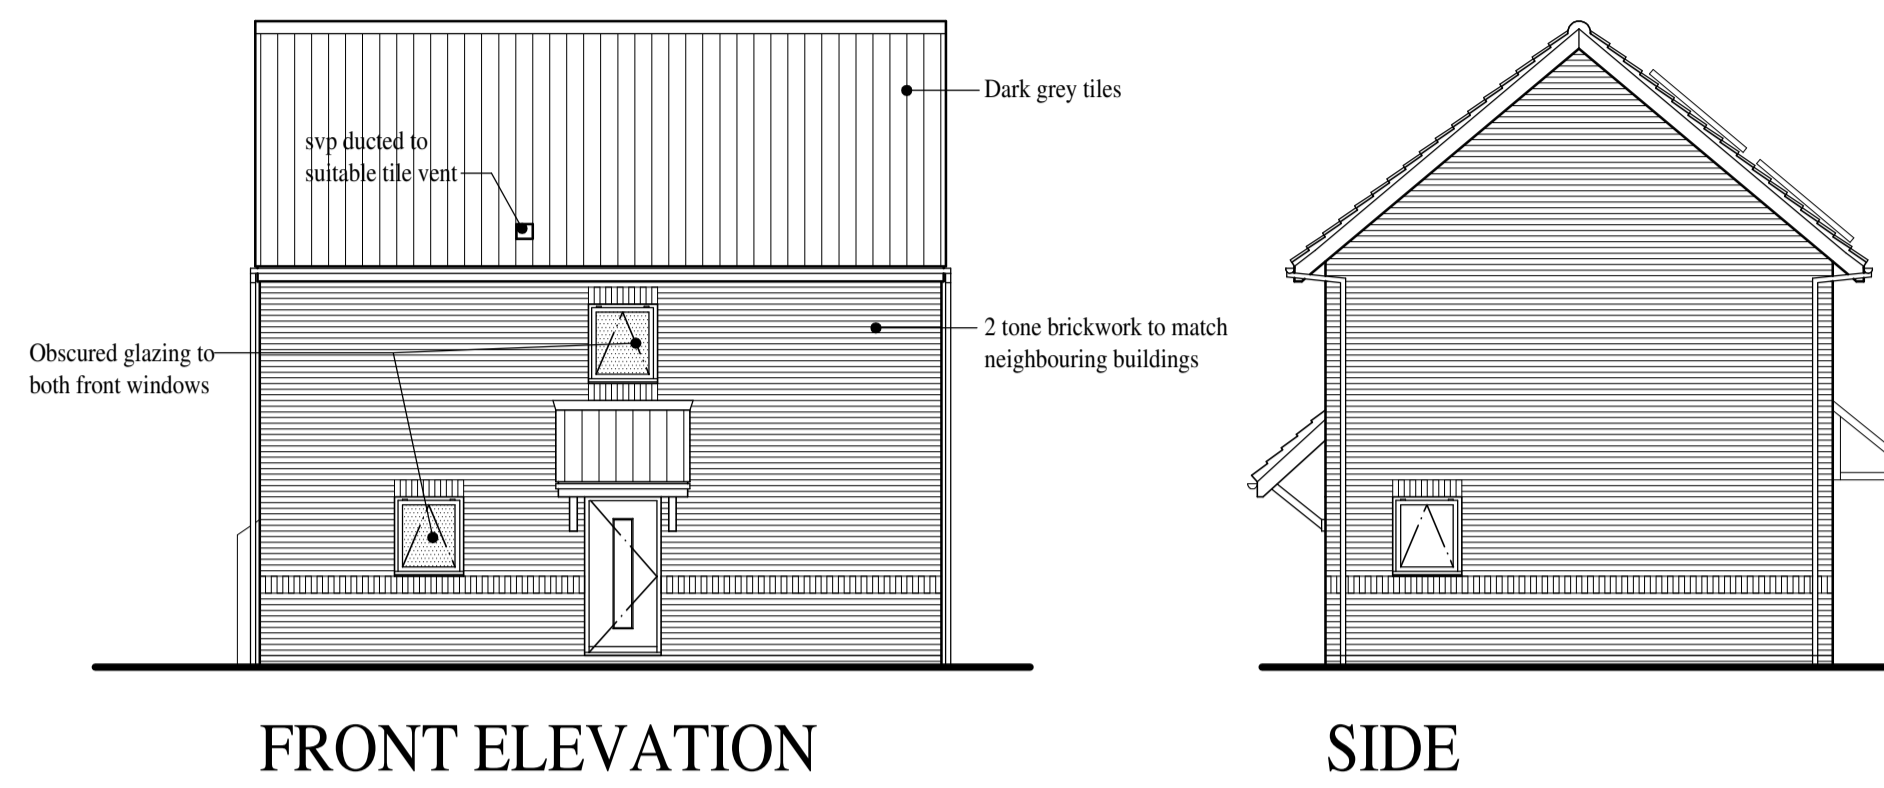 Dark grey tiles
svp ducted to
suitable tile vent
2 tone brickwork to match
neighbouring buildings
Obscured glazing to
both front windows
FRONT ELEVATION
SIDE